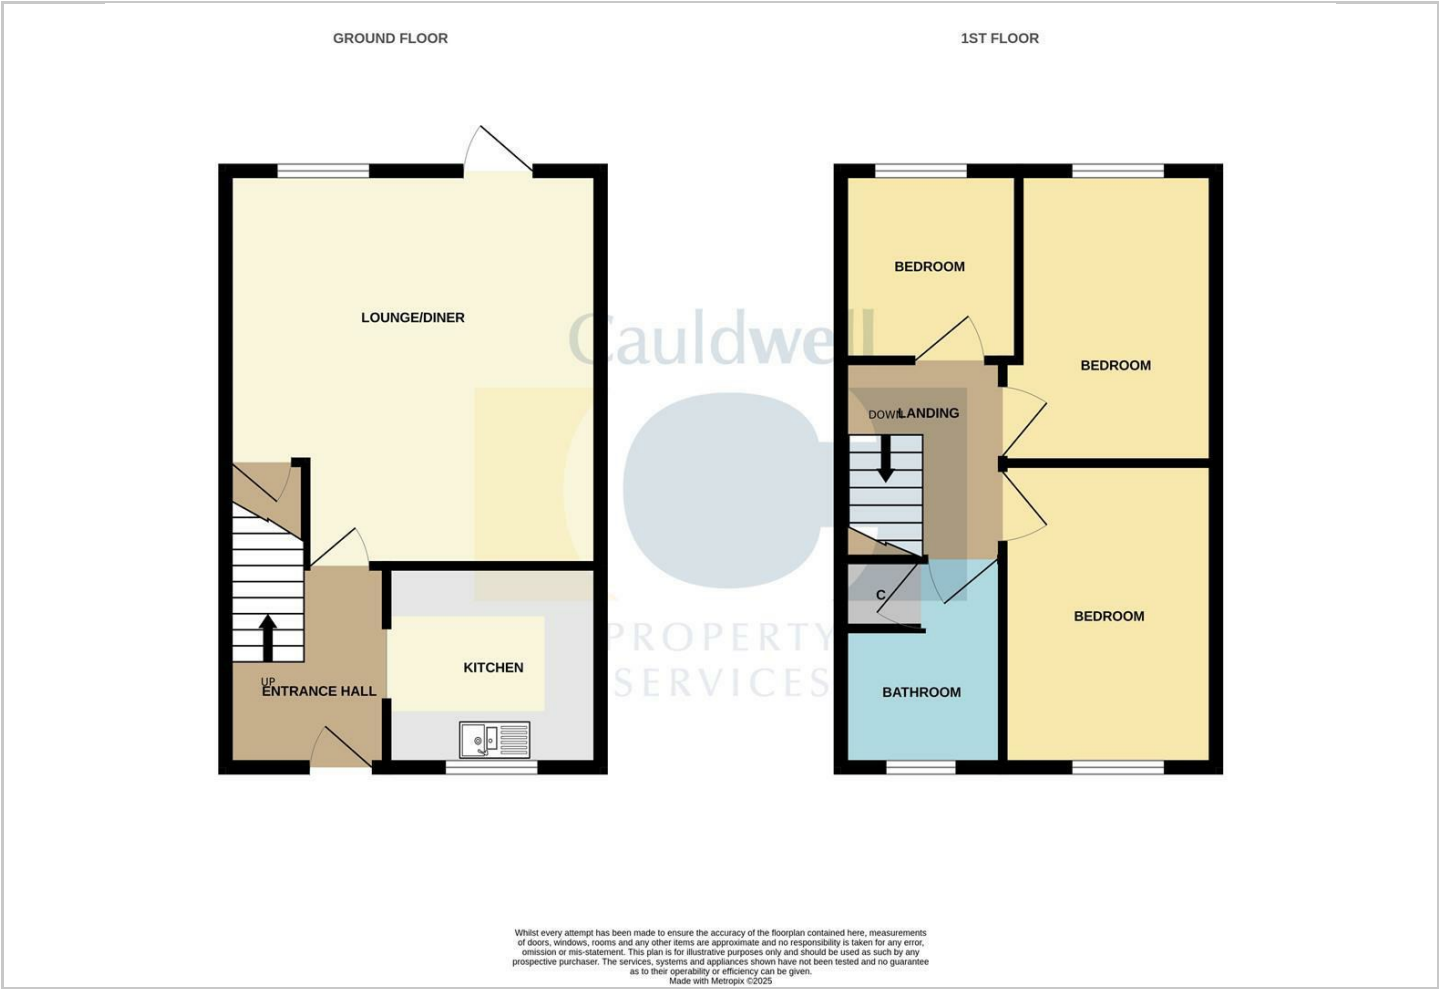 GROUND FLOOR
1ST FLOOR
LOUNGE/DINER
UP
ENTRANCE HALL
KITCHEN
BEDROOM
BEDROOM
DOWN
LANDING
BEDROOM
C
BATHROOM
Cauldwell
PROPERTY
SERVICES
Whilst every attempt has been made to ensure the accuracy of the floorplan contained here, measurements
of doors, windows, rooms and any other items are approximate and no responsibility is taken for any error,
omission or mis-statement. This plan is for illustrative purposes only and should be used as such by any
prospective purchaser. The services, systems and appliances shown have not been tested and no guarantee
as to their operability or efficiency can be given.
Made with Metropix ©2025